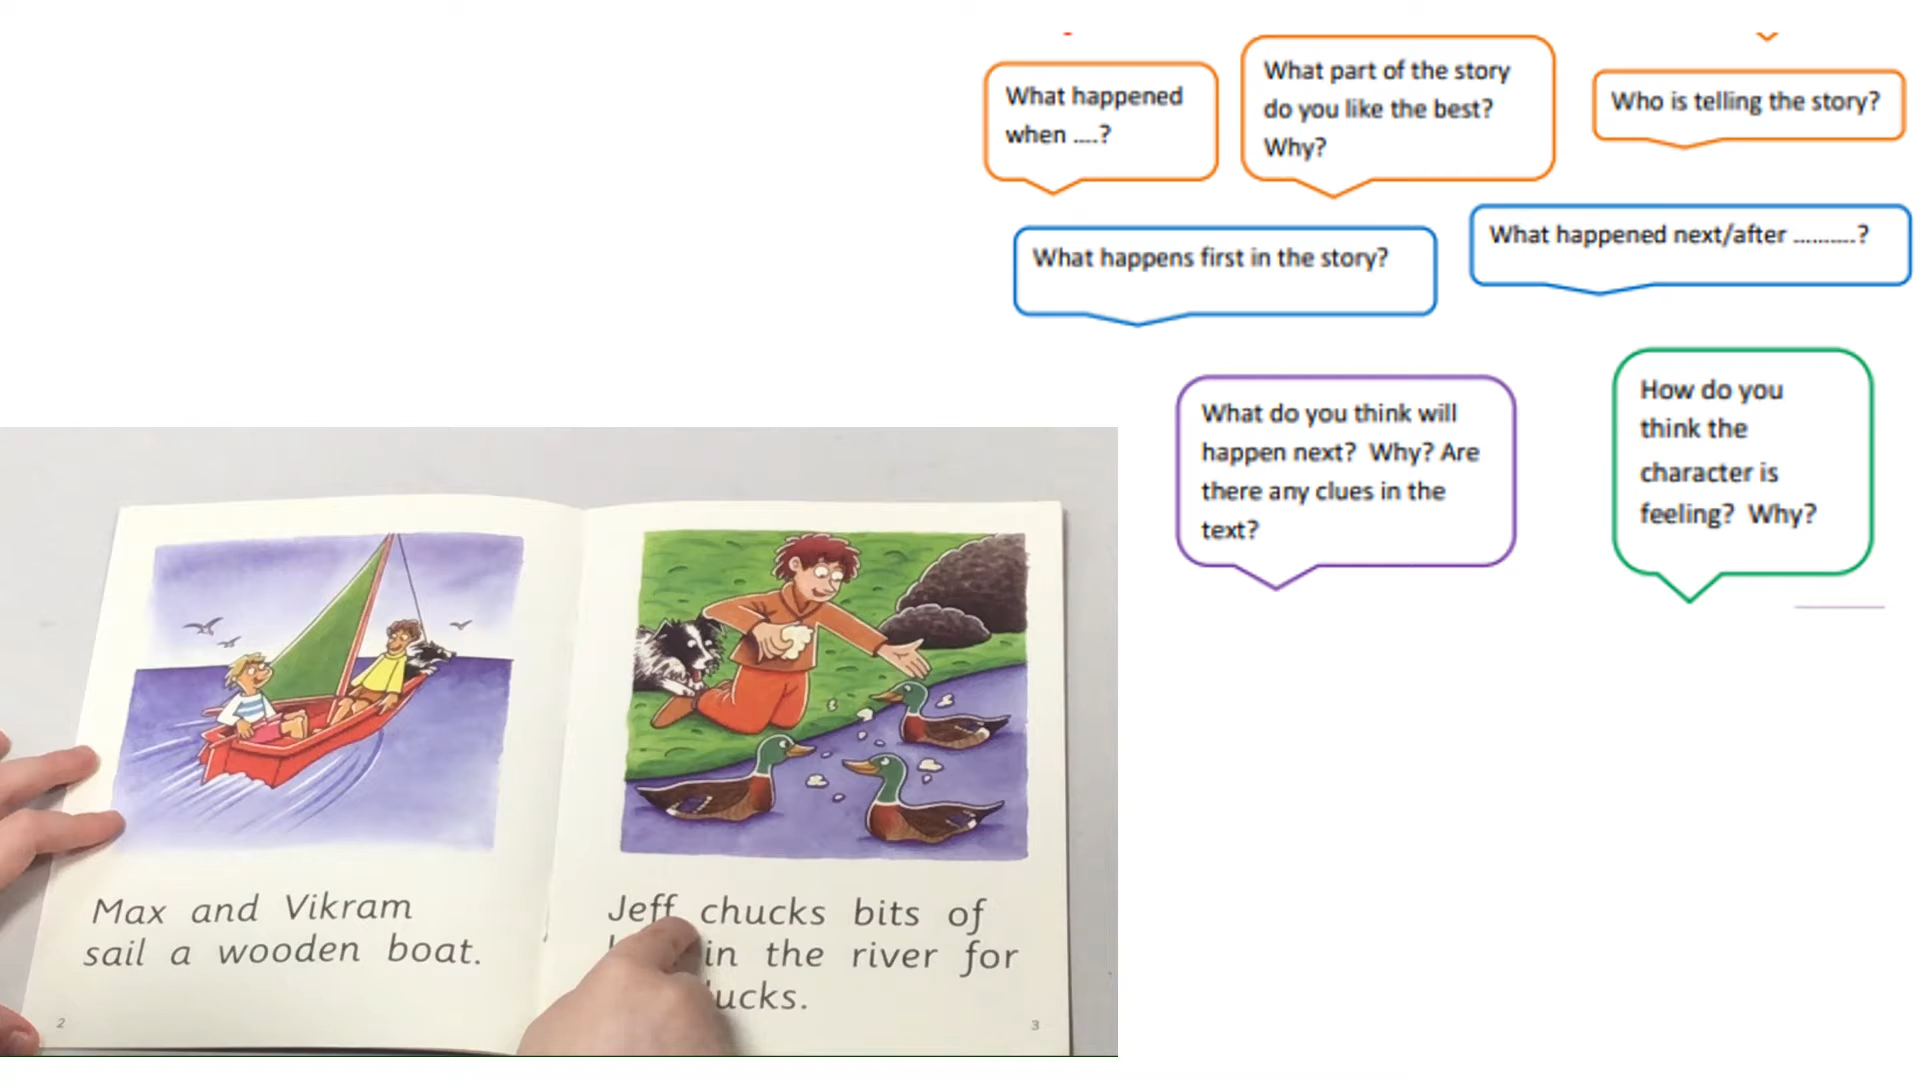 What happened
when ....?
What part of the story
do you like the best?
Why?
Who is telling the story?
What happens first in the story?
What happened next/after ..........?
What do you think will
happen next?  Why? Are
there any clues in the
text?
How do you
think the
character is
feeling?  Why?
Max and Vikram
sail a wooden boat.
2
Jeff chucks bits of
in the river for
ucks.
3